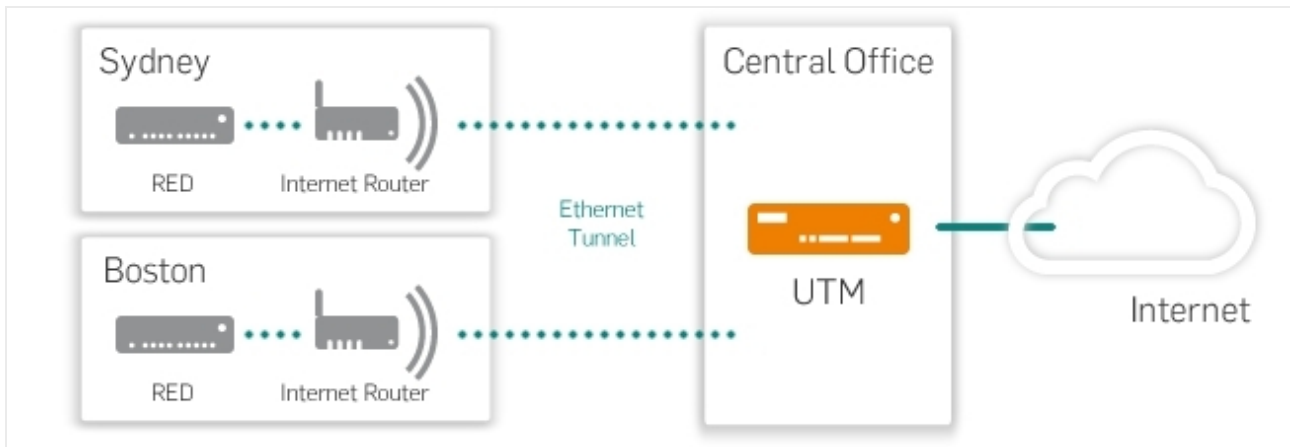 Sydney
RED
Internet Router
Boston
RED
Internet Router
Ethernet
Tunnel
Central Office
UTM
Internet